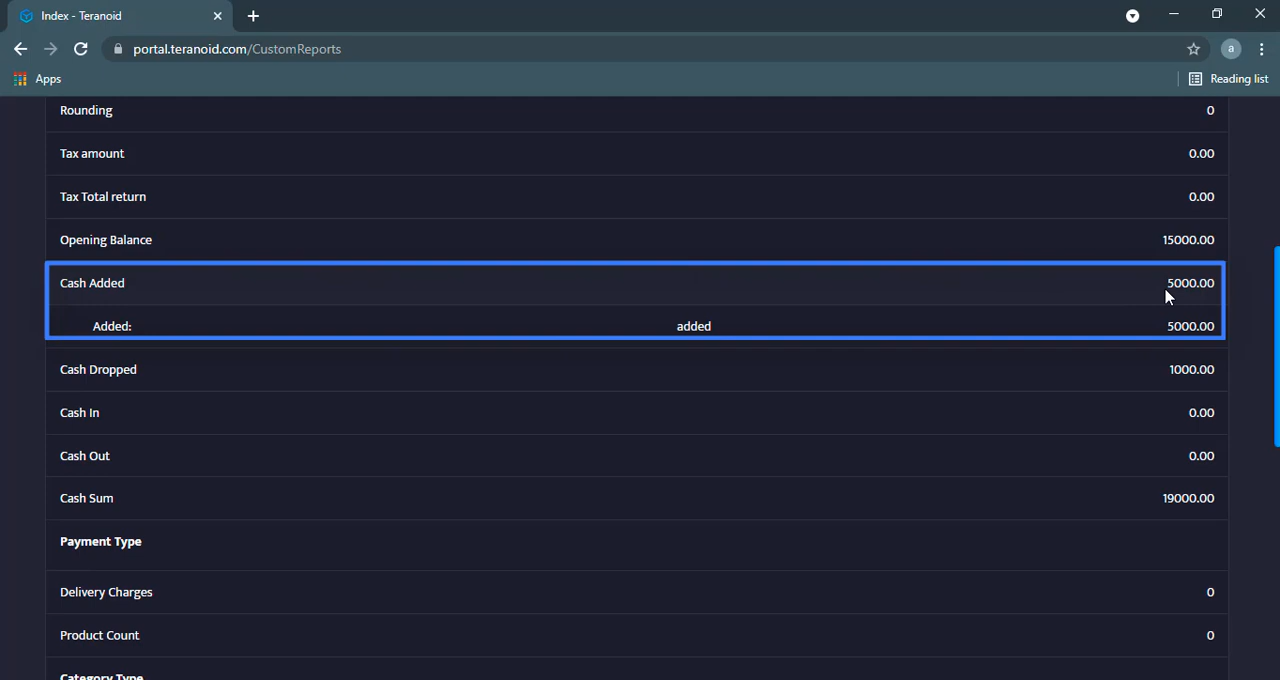 Index - Teranoid
portal.teranoid.com/CustomReports
a
Apps
Reading list
Rounding 0
Tax amount 0.00
Tax Total return 0.00
Opening Balance 15000.00
Cash Added 5000.00
Added: added 5000.00
Cash Dropped 1000.00
Cash In 0.00
Cash Out 0.00
Cash Sum 19000.00
Payment Type
Delivery Charges 0
Product Count 0
Category Type